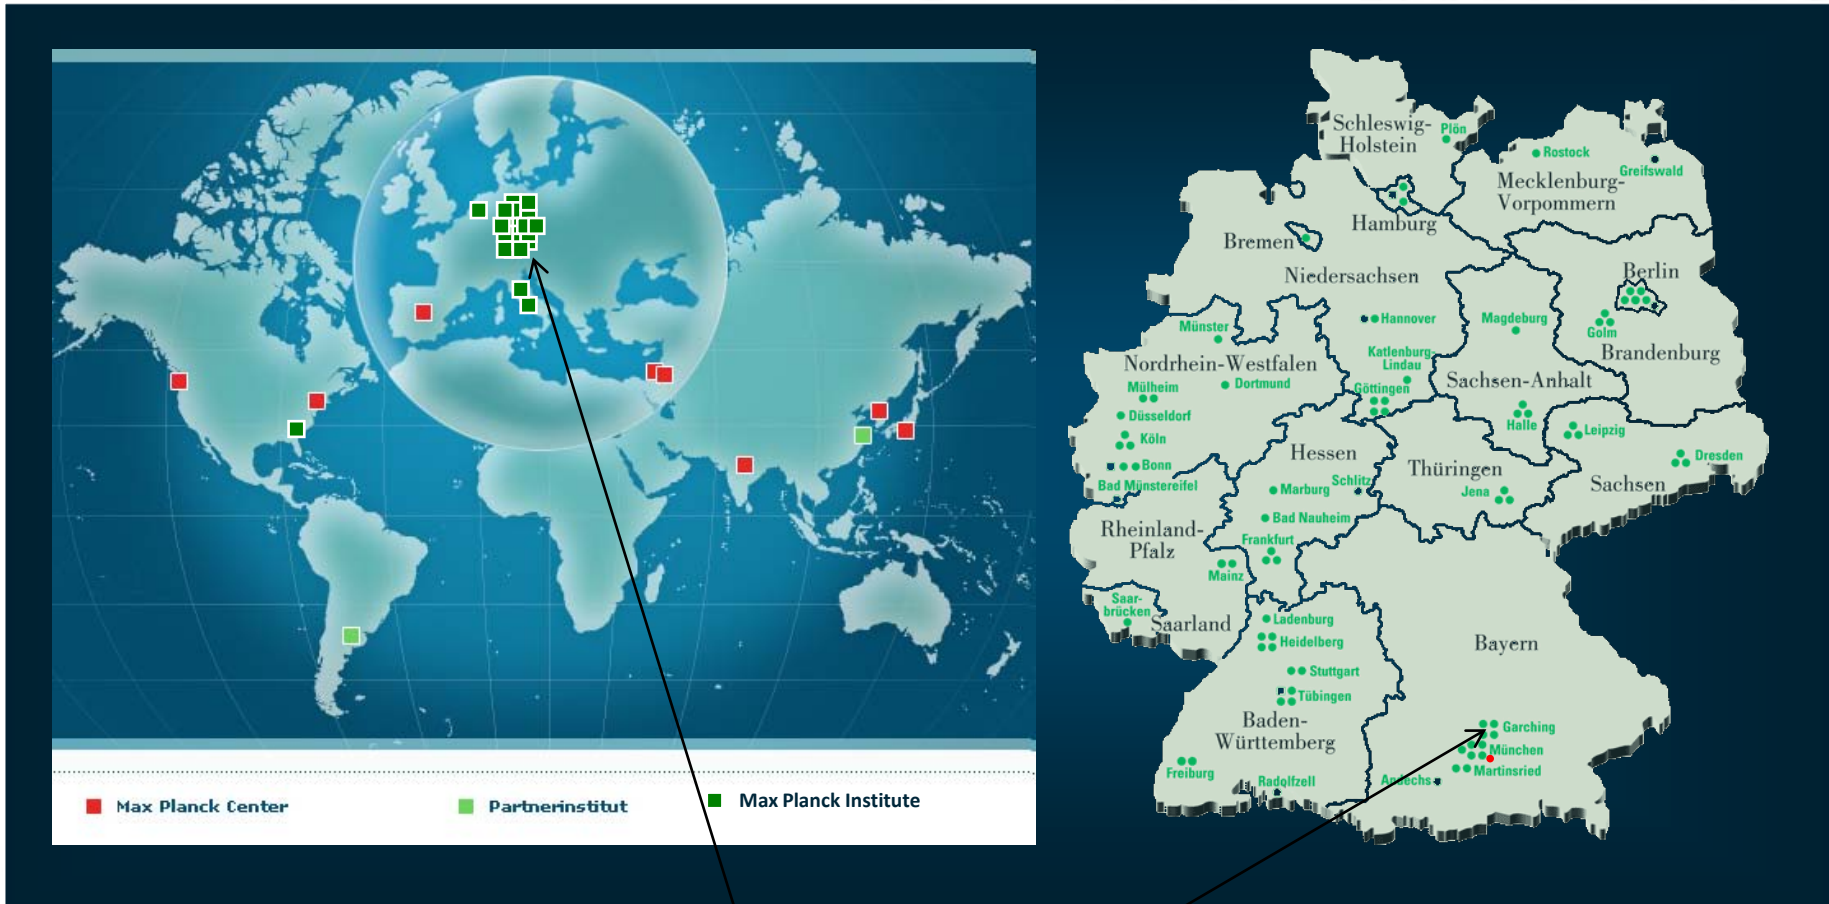 Max Planck Center
Partnerinstitut
Max Planck Institute
Schleswig-
Holstein
Plön
Rostock
Greifswald
Mecklenburg-
Vorpommern
Hamburg
Bremen
Niedersachsen
Berlin
Hannover
Magdeburg
Golm
Brandenburg
Münster
Nordrhein-Westfalen
Katlenburg-
Lindau
Sachsen-Anhalt
Mülheim
Dortmund
Göttingen
Düsseldorf
Halle
Leipzig
Köln
Hessen
Dresden
Bonn
Thüringen
Bad Münstereifel
Schlitz
Marburg
Jena
Sachsen
Bad Nauheim
Rheinland-
Pfalz
Frankfurt
Mainz
Saar-
brücken
Saarland
Ladenburg
Heidelberg
Bayern
Stuttgart
Tübingen
Baden-
Württemberg
Garching
München
Martinsried
Freiburg
Radolfzell
Andechs